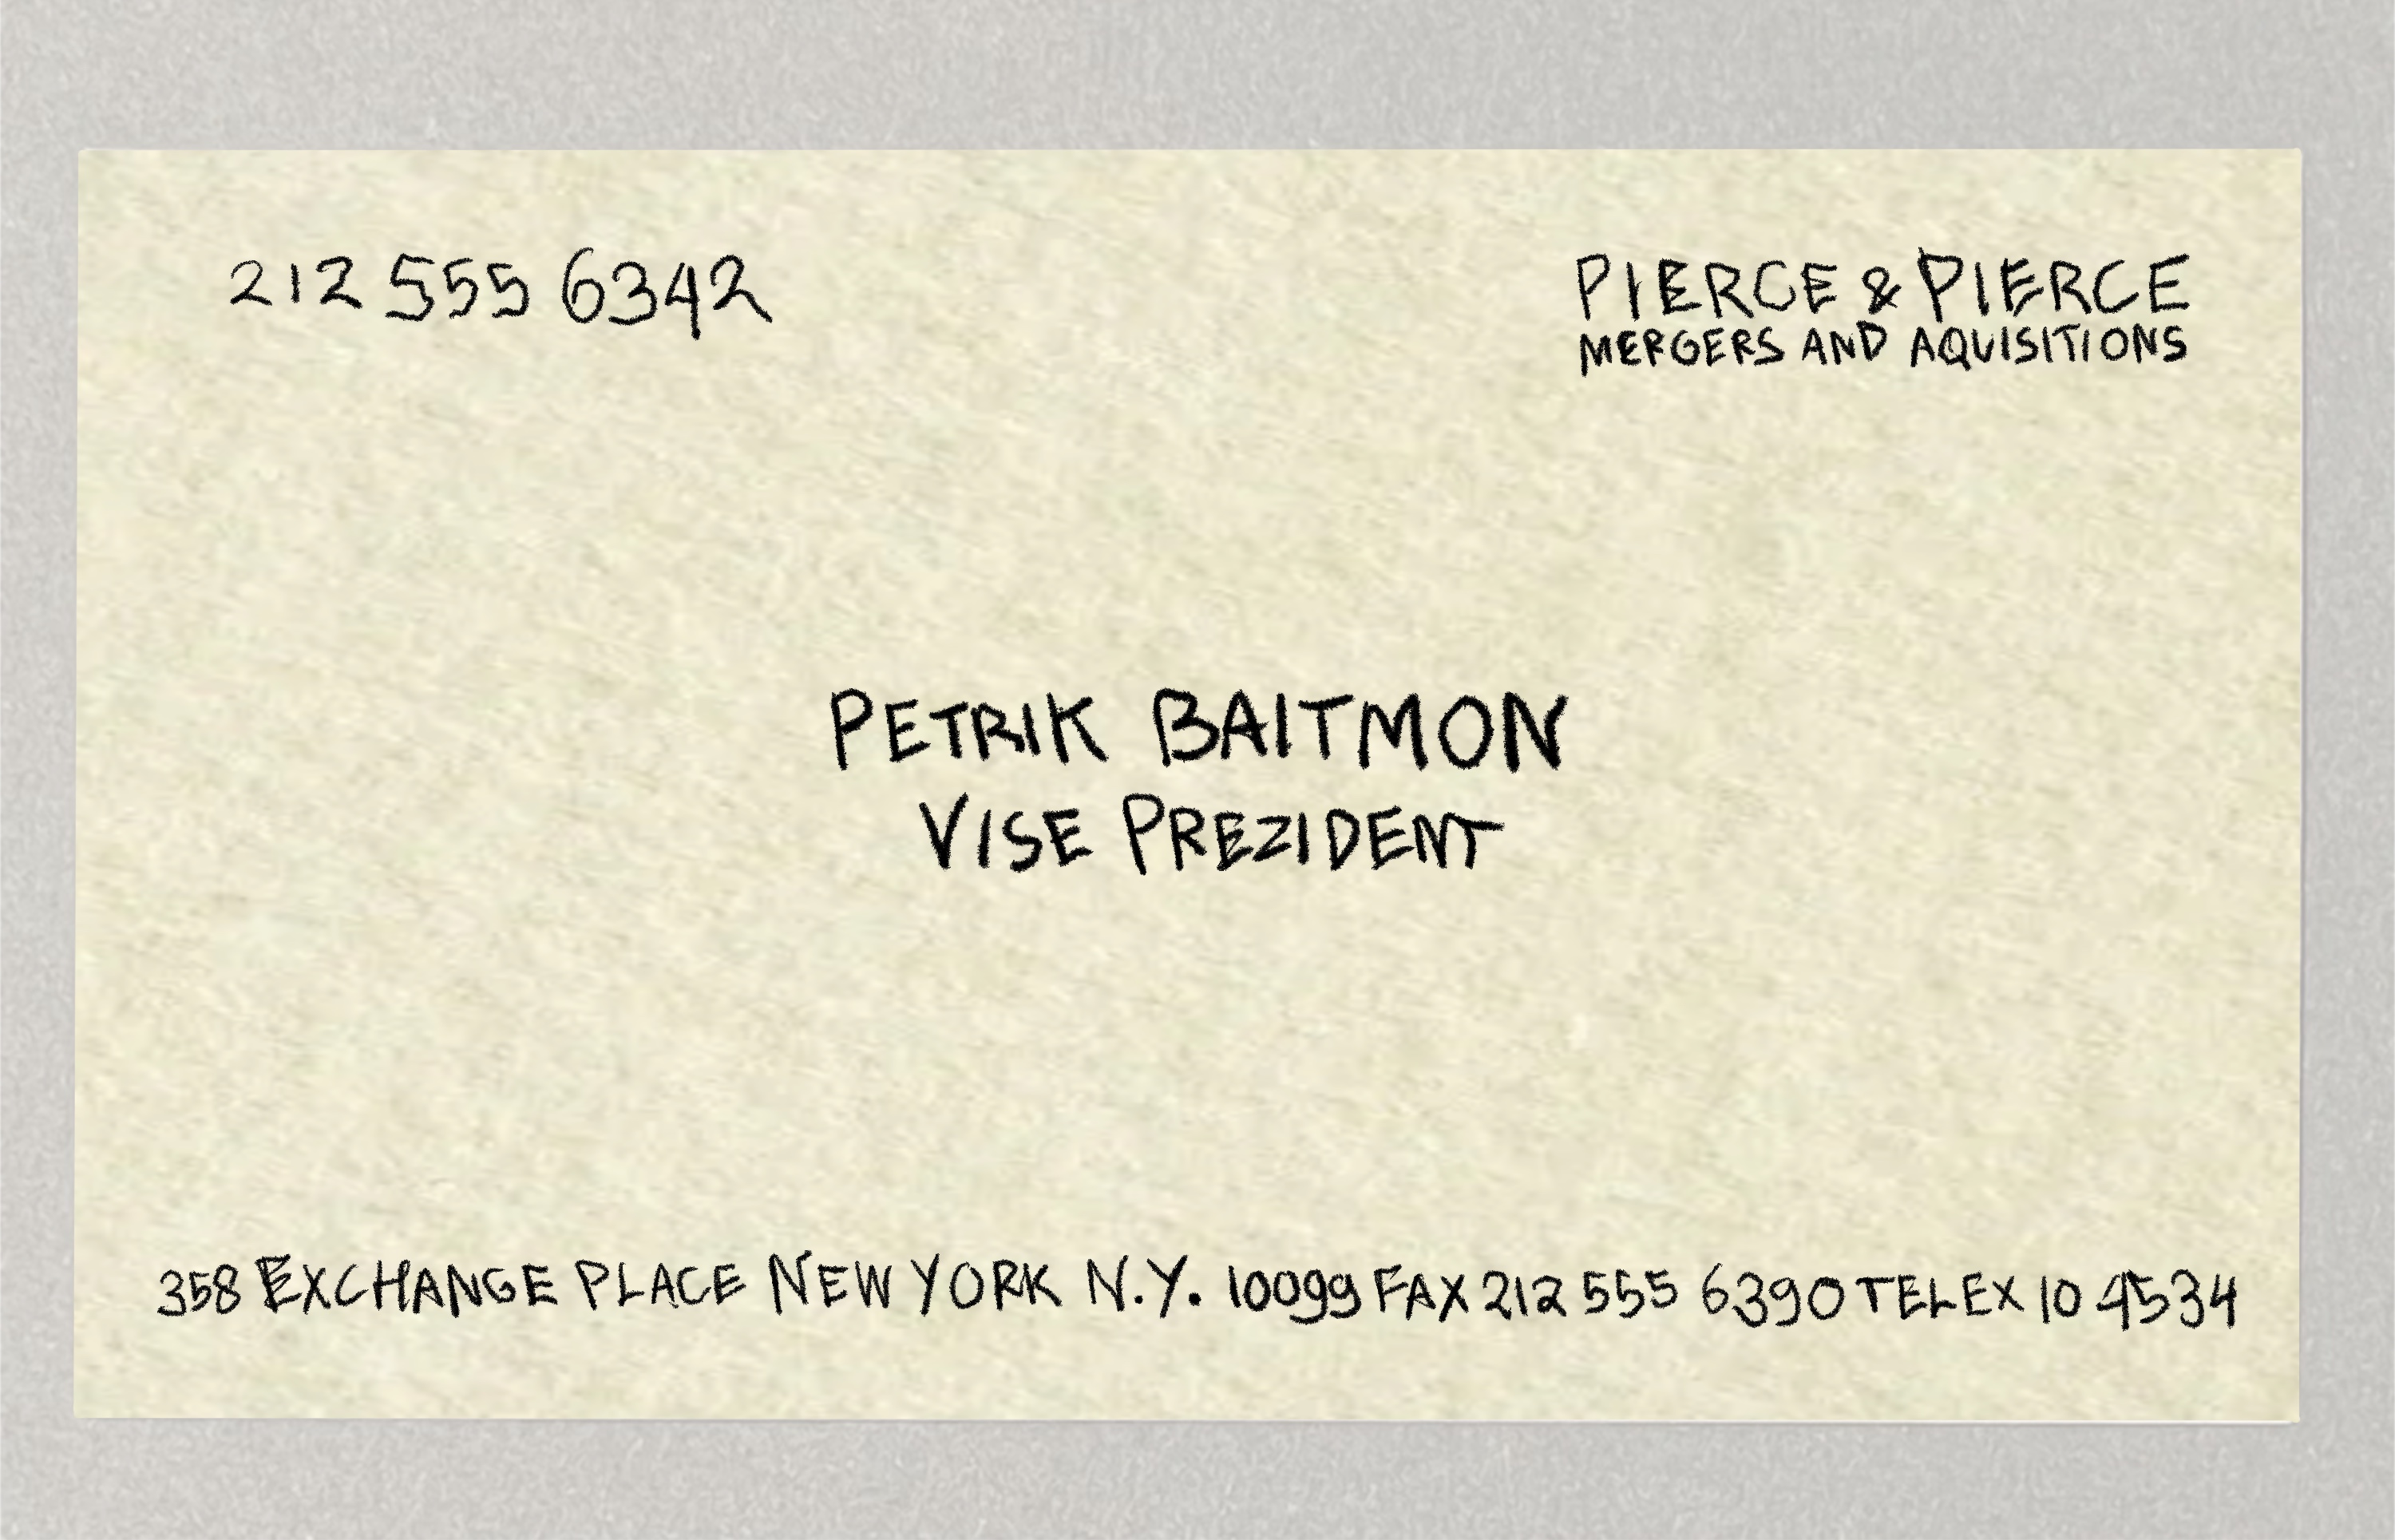 212 555 6342
PIERCE & PIERCE
MERGERS AND AQUISITIONS
PETRIK BAITMON
VISE PREZIDENT
358 EXCHANGE PLACE NEW YORK N.Y. 10099 FAX 212 555 6390 TELEX 10 4534